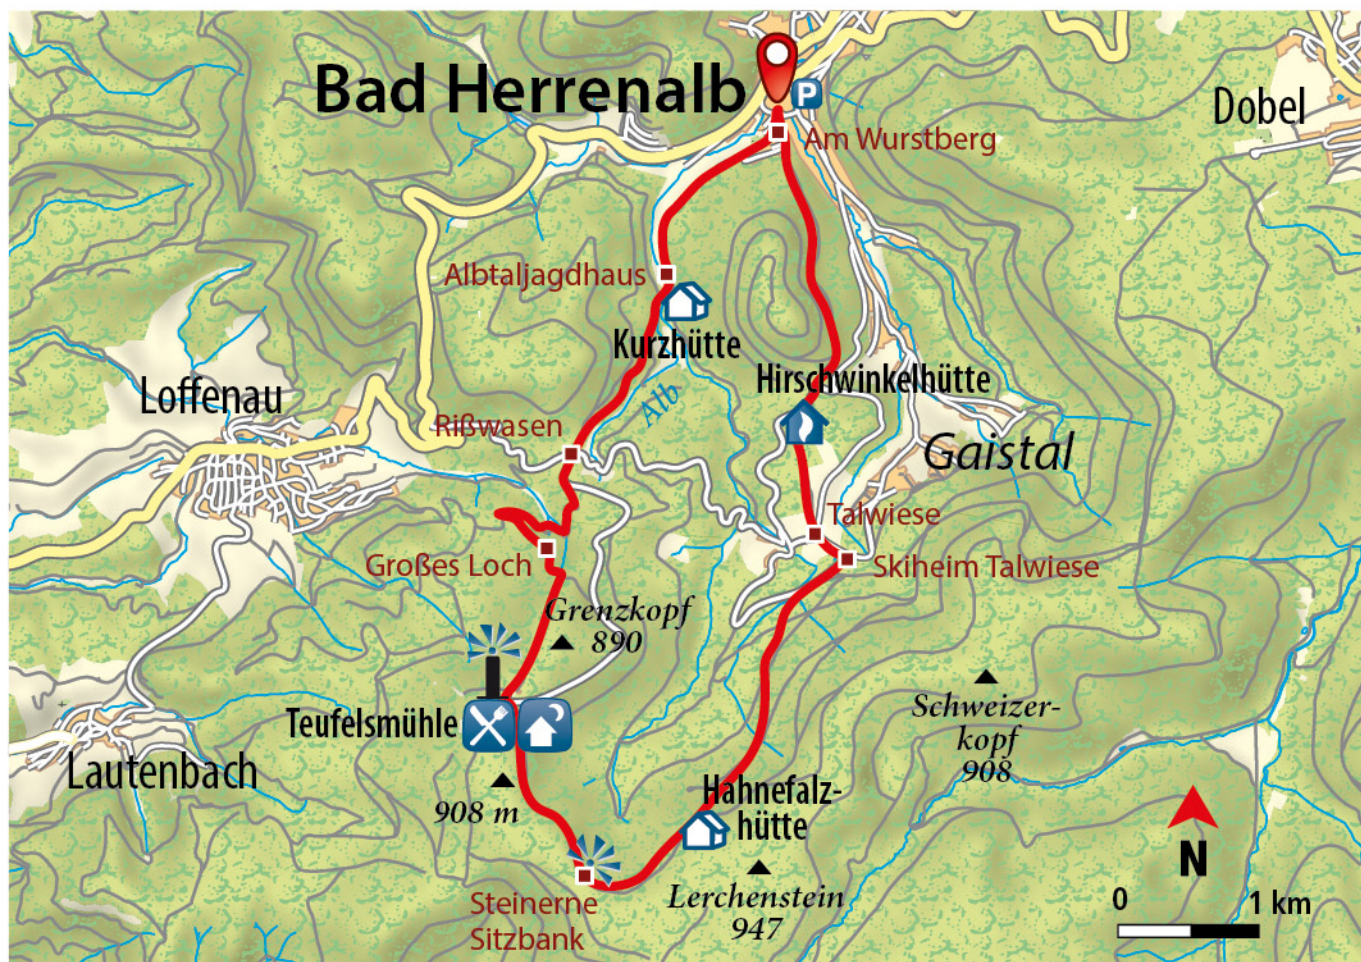 Bad Herrenalb
P
Dobel
Am Wurstberg
Albtaljagdhaus
Kurzhütte
Hirschwinkelhütte
Loffenau
Alb
Rißwasen
Gaistal
Talwiese
Großes Loch
Skiheim Talwiese
Grenzkopf
890
Teufelsmühle
Schweizer-
kopf
908
Lautenbach
908 m
Hahnefalz-
hütte
N
Lerchenstein
947
Steinerne
Sitzbank
0 1 km